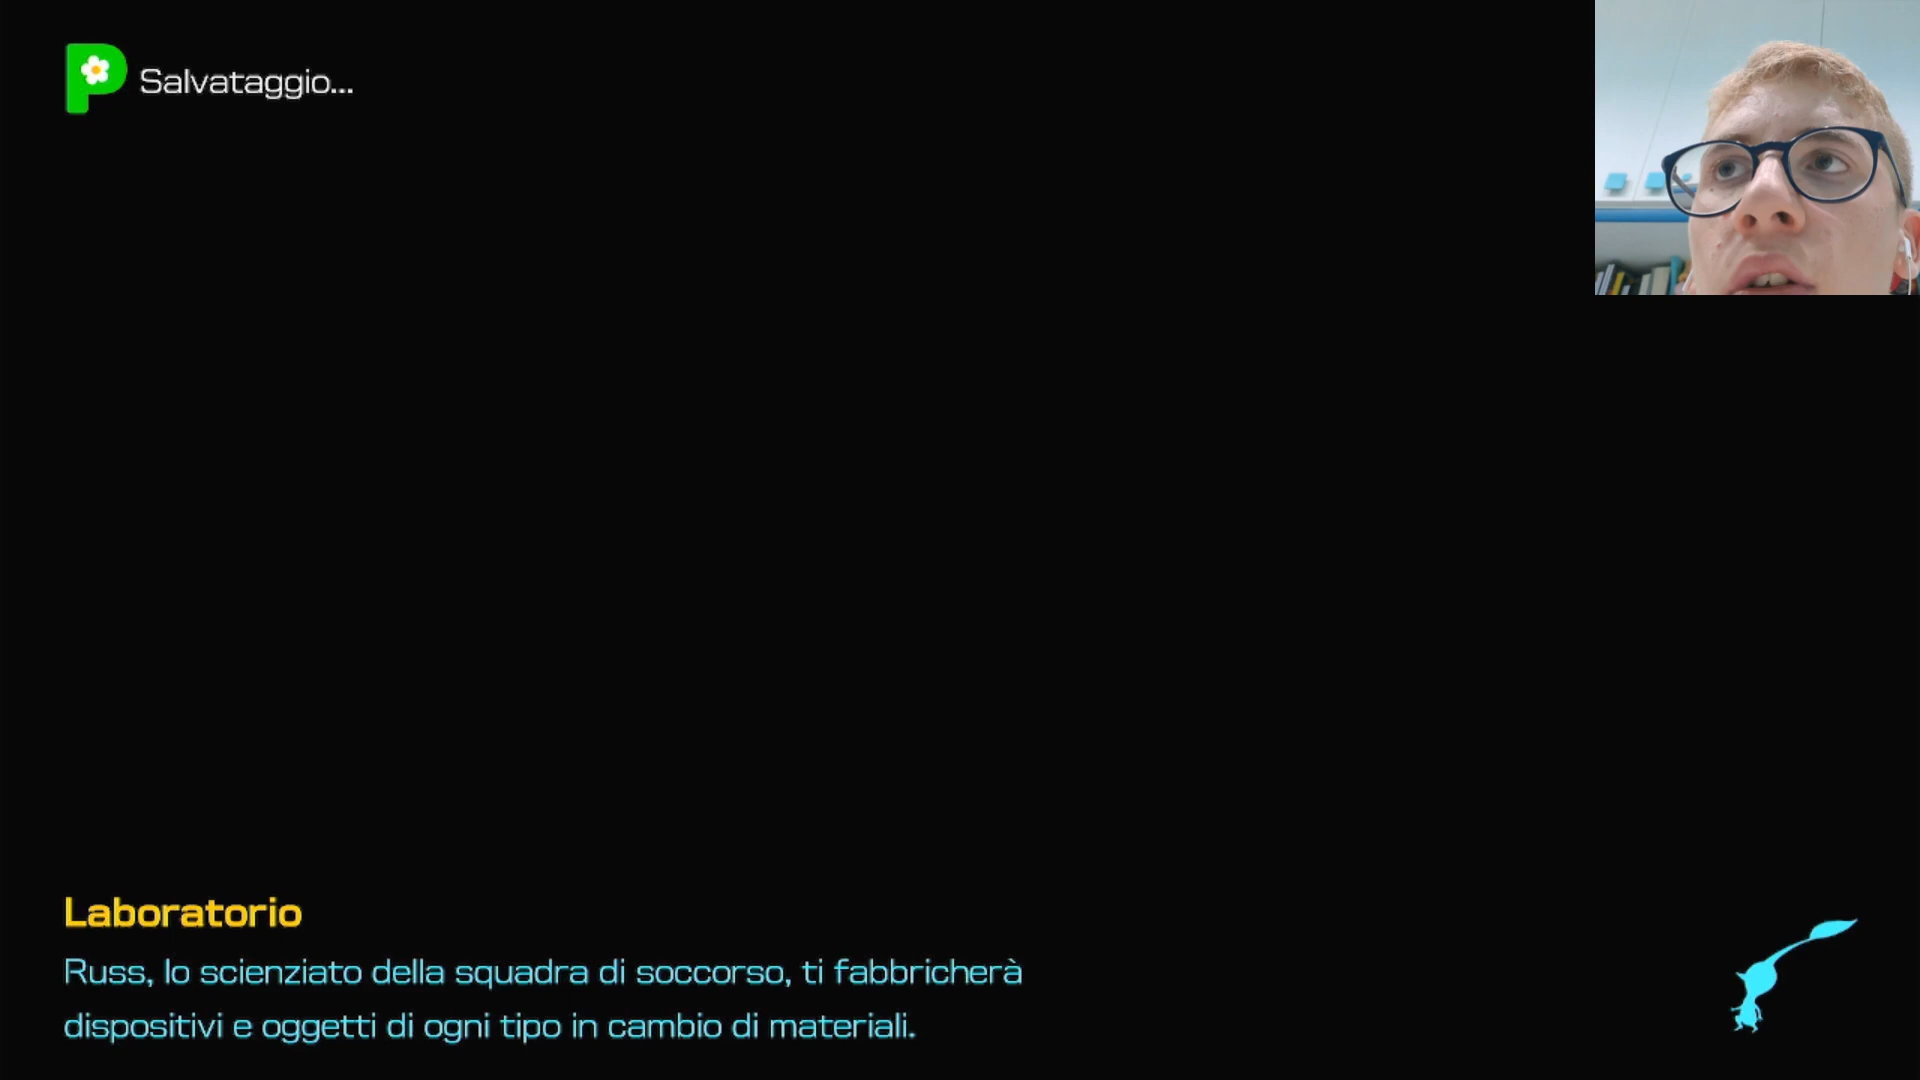 Salvataggio...
Laboratorio
Russ, lo scienziato della squadra di soccorso, ti fabbricherà
dispositivi e oggetti di ogni tipo in cambio di materiali.